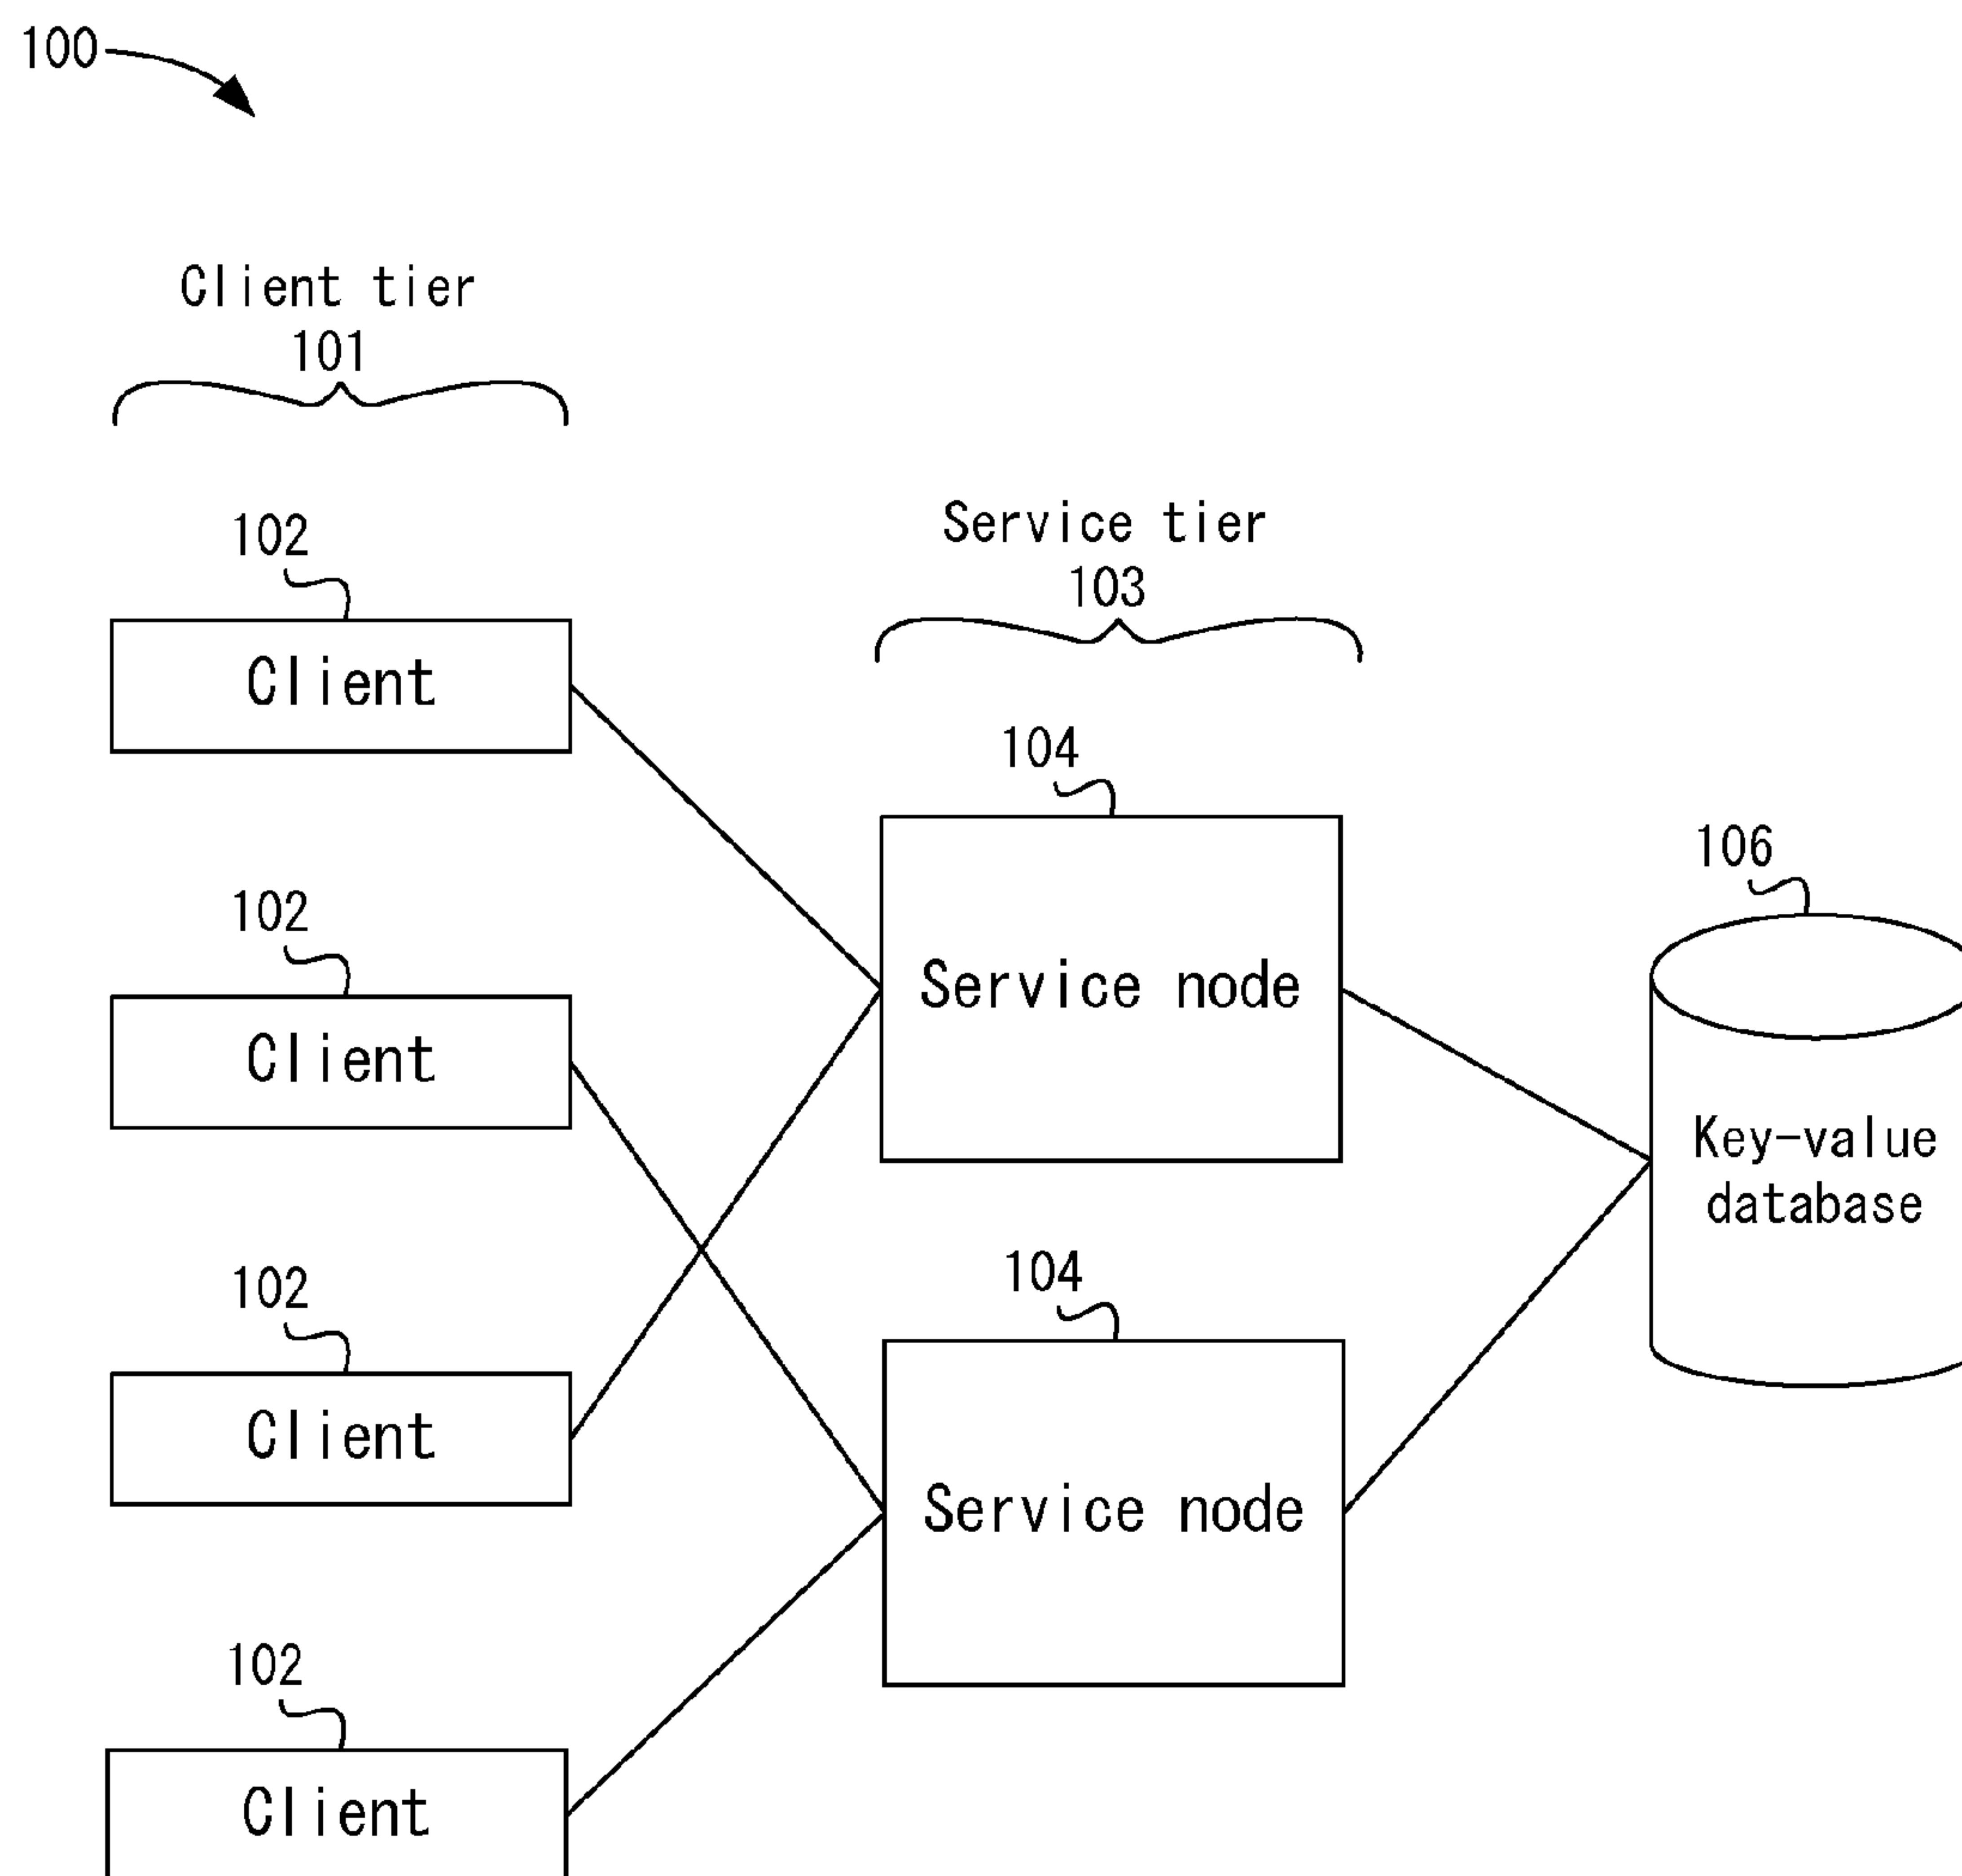 100
Client tier
101
102
Client
102
Client
102
Client
102
Client
Service tier
103
104
Service node
104
Service node
106
Key-value
database